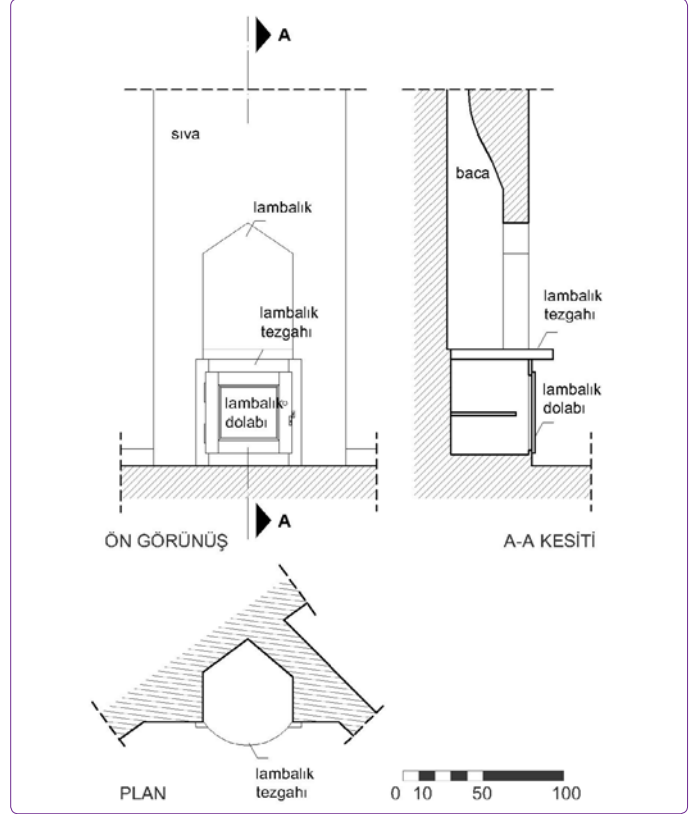 A
sıva
lambalık
lambalık
tezgahı
lambalık
dolabı
A
ÖN GÖRÜNÜŞ
baca
lambalık
tezgahı
lambalık
dolabı
A-A KESİTİ
lambalık
tezgahı
PLAN
0 10 50 100